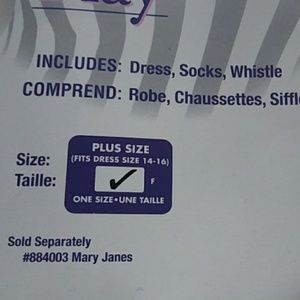 INCLUDES: Dress, Socks, Whistle
COMPREND: Robe, Chaussettes, Siffl
PLUS SIZE
Size: (FITS DRESS SIZE 14-16)
Taille: ✓ F
ONE SIZE•UNE TAILLE
Sold Separately
#884003 Mary Janes